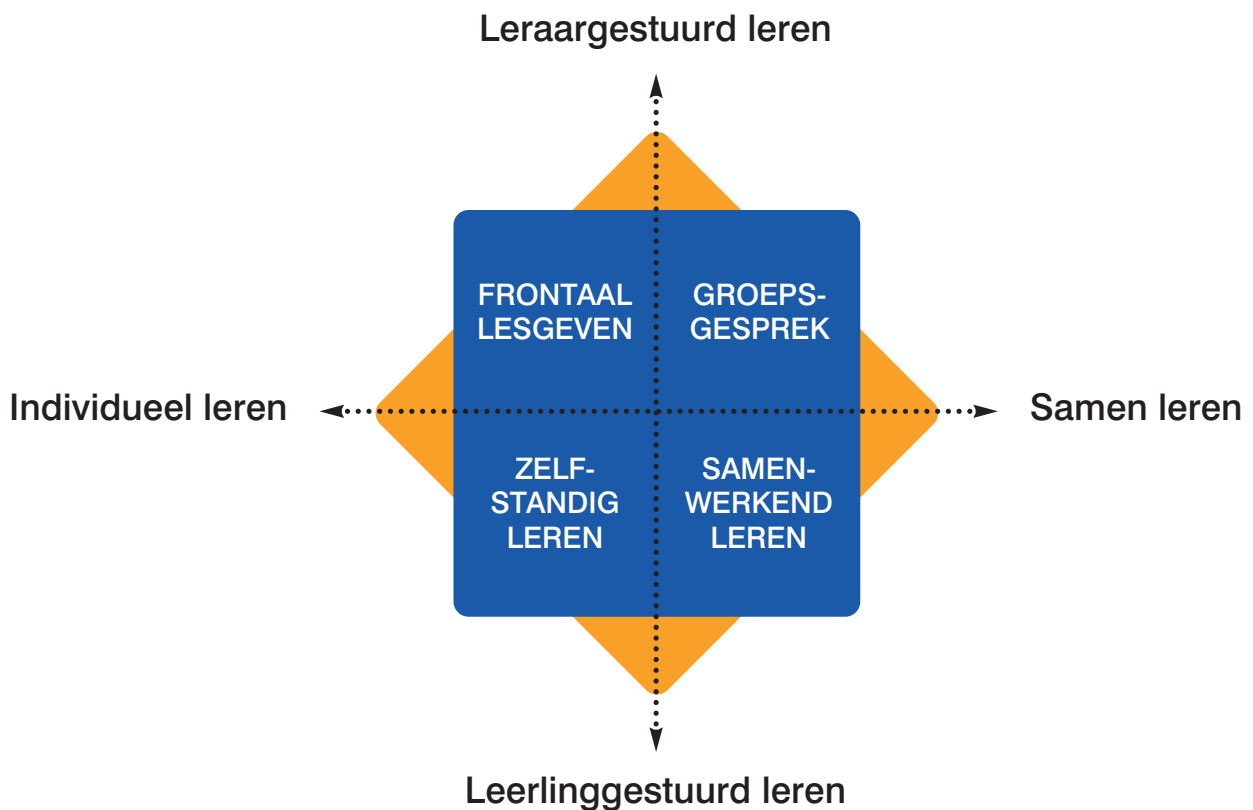 Leraargestuurd leren
FRONTAAL
LESGEVEN
GROEPS-
GESPREK
Individueel leren
Samen leren
ZELF-
STANDIG
LEREN
SAMEN-
WERKEND
LEREN
Leerlinggestuurd leren